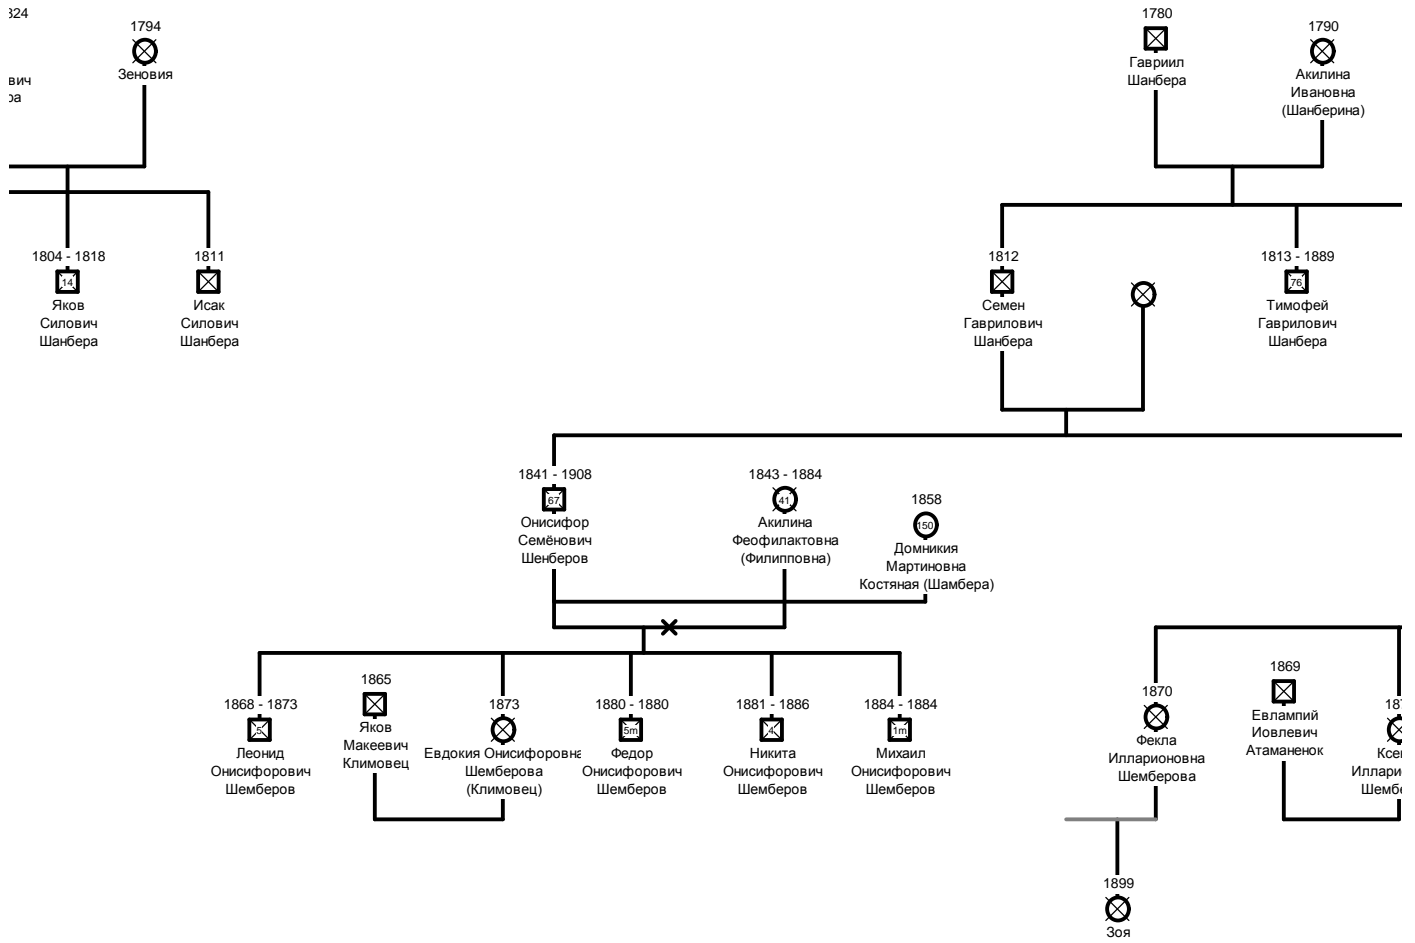 1794
Зеновия
1780
Гавриил
Шанбера
1790
Акилина
Ивановна
(Шанберина)
1804 - 1818
14
Яков
Силович
Шанбера
1811
Исак
Силович
Шанбера
1812
Семен
Гаврилович
Шанбера
1813 - 1889
76
Тимофей
Гаврилович
Шанбера
1841 - 1908
67
Онисифор
Семёнович
Шенберов
1843 - 1884
41
Акилина
Феофилактовна
(Филипповна)
1858
150
Домникия
Мартиновна
Костяная (Шамбера)
1868 - 1873
5
Леонид
Онисифорович
Шемберов
1865
Яков
Макеевич
Климовец
1873
Евдокия Онисифоровна
Шемберова
(Климовец)
1880 - 1880
5m
Федор
Онисифорович
Шемберов
1881 - 1886
4
Никита
Онисифорович
Шемберов
1884 - 1884
1m
Михаил
Онисифорович
Шемберов
1870
Фекла
Илларионовна
Шемберова
1869
Евлампий
Иовлевич
Атаманенок
1899
Зоя